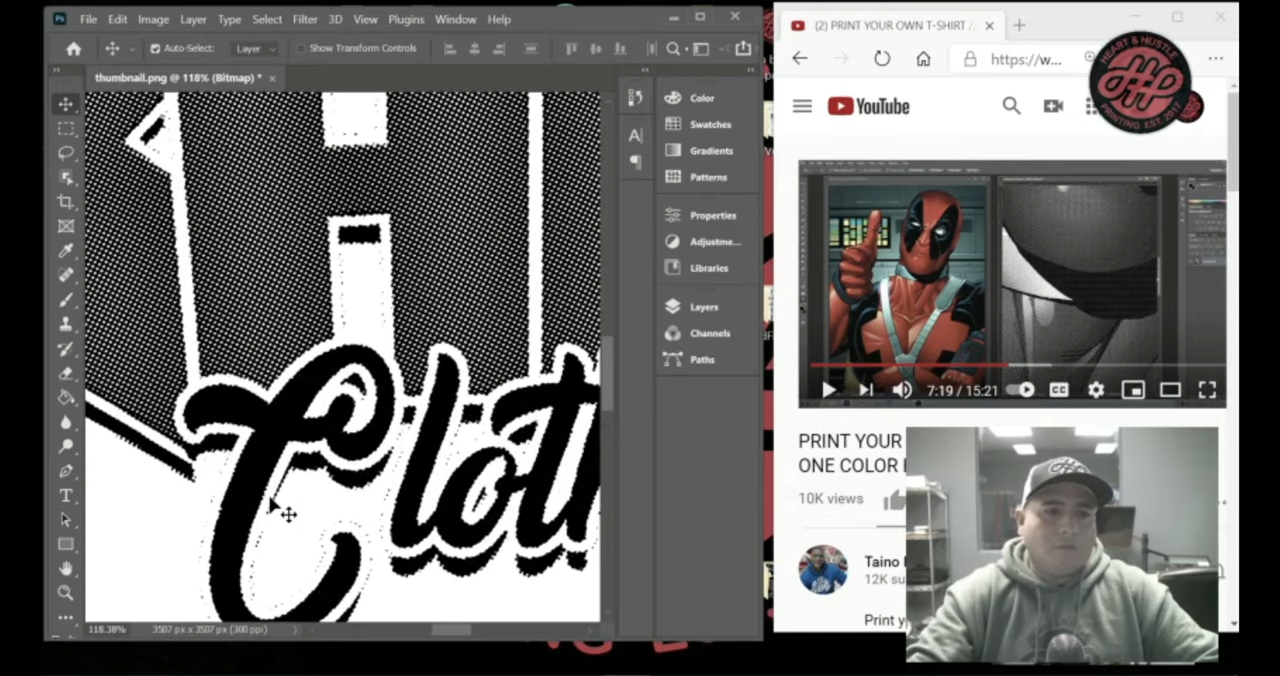 File Edit Image Layer Type Select Filter 3D View Plugins Window Help
Auto-Select: Layer Show Transform Controls
thumbnail.png @ 118% (Bitmap) *
Color
Swatches
Gradients
Patterns
Properties
Adjustme...
Libraries
Layers
Channels
Paths
Clot
118.38% 3507 px x 3507 px (300 ppi)
(2) PRINT YOUR OWN T-SHIRT /
https://w...
HEART & HUSTLE
HH
PRINTING EST. 2017
YouTube
7:19 / 15:21
CC
PRINT YOUR
ONE COLOR
10K views
Taino
12K su
Print y